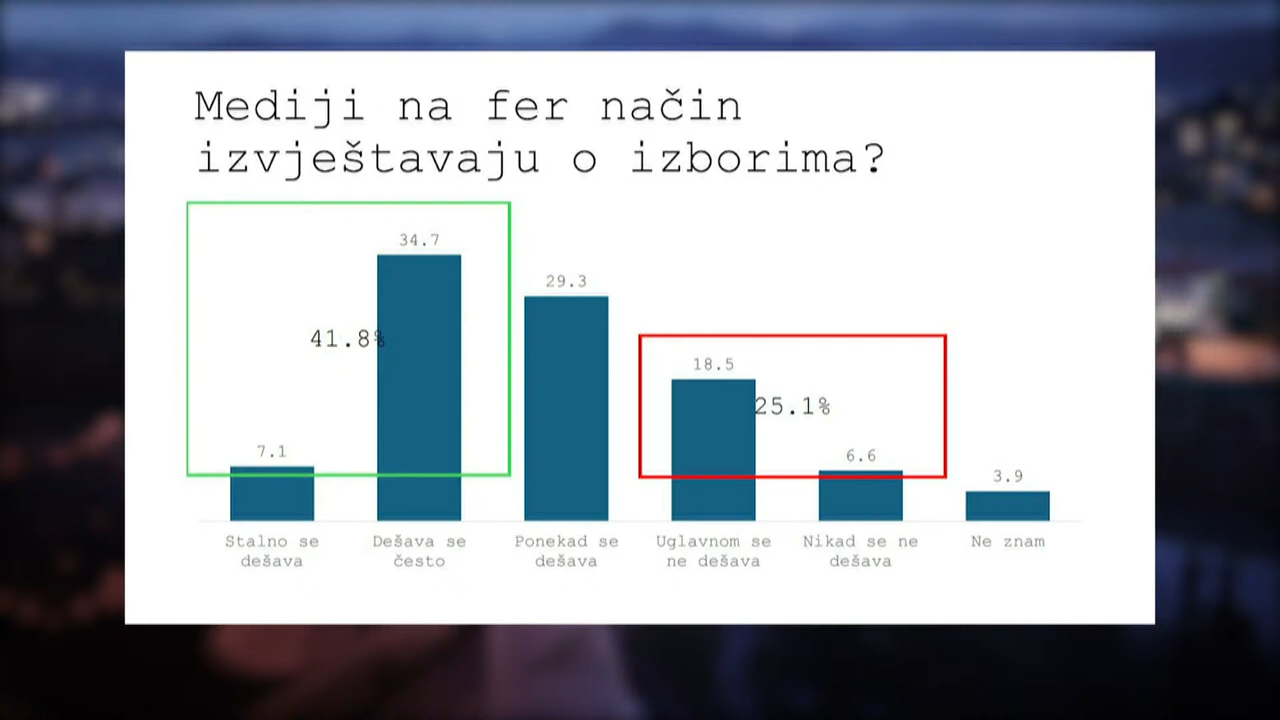 Mediji na fer način
izvještavaju o izborima?
34.7
29.3
41.8%
18.5
25.1%
7.1
6.6
3.9
Stalno se
dešava
Dešava se
često
Ponekad se
dešava
Uglavnom se
ne dešava
Nikad se ne
dešava
Ne znam